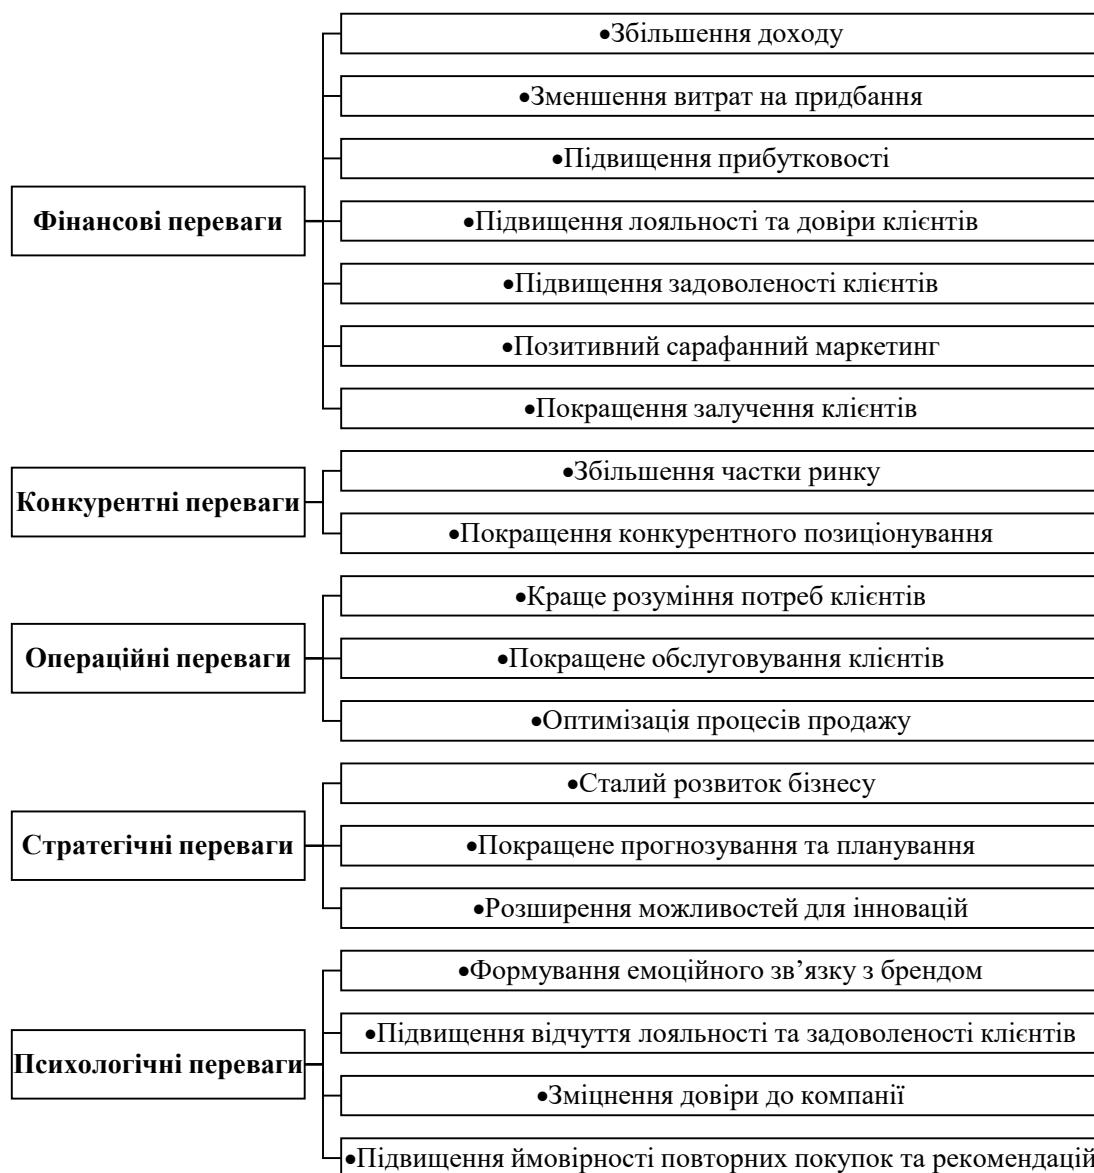 Фінансові переваги
•Збільшення доходу
•Зменшення витрат на придбання
•Підвищення прибутковості
•Підвищення лояльності та довіри клієнтів
•Підвищення задоволеності клієнтів
•Позитивний сарафанний маркетинг
•Покращення залучення клієнтів
Конкурентні переваги
•Збільшення частки ринку
•Покращення конкурентного позиціонування
Операційні переваги
•Краще розуміння потреб клієнтів
•Покращене обслуговування клієнтів
•Оптимізація процесів продажу
Стратегічні переваги
•Сталий розвиток бізнесу
•Покращене прогнозування та планування
•Розширення можливостей для інновацій
Психологічні переваги
•Формування емоційного зв’язку з брендом
•Підвищення відчуття лояльності та задоволеності клієнтів
•Зміцнення довіри до компанії
•Підвищення ймовірності повторних покупок та рекомендацій